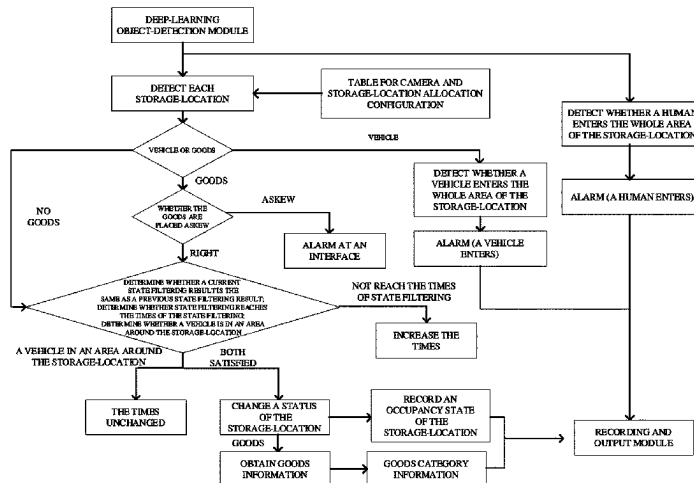 DEEP-LEARNING
OBJECT-DETECTION MODULE
DETECT EACH
STORAGE-LOCATION
TABLE FOR CAMERA AND
STORAGE-LOCATION ALLOCATION
CONFIGURATION
DETECT WHETHER A HUMAN
ENTERS THE WHOLE AREA
OF THE STORAGE-LOCATION
VEHICLE
VEHICLE OR GOODS
DETECT WHETHER A
VEHICLE ENTERS THE
WHOLE AREA OF THE
STORAGE-LOCATION
GOODS
NO
GOODS
WHETHER THE
GOODS ARE
PLACED ASKEW
ASKEW
ALARM (A HUMAN ENTERS)
ALARM AT AN
INTERFACE
ALARM (A VEHICLE
ENTERS)
RIGHT
DETERMINE WHETHER A CURRENT
STATE FILTERING RESULT IS THE
SAME AS A PREVIOUS STATE FILTERING RESULT;
DETERMINE WHETHER STATE FILTERING REACHES
THE TIMES OF THE STATE FILTERING;
DETERMINE WHETHER A VEHICLE IS IN AN AREA
AROUND THE STORAGE-LOCATION
NOT REACH THE TIMES
OF STATE FILTERING
INCREASE THE
TIMES
A VEHICLE IN AN AREA AROUND
THE STORAGE-LOCATION
BOTH
SATISFIED
THE TIMES
UNCHANGED
CHANGE A STATUS
OF THE
STORAGE-LOCATION
RECORD AN
OCCUPANCY STATE
OF THE
STORAGE-LOCATION
GOODS
OBTAIN GOODS
INFORMATION
GOODS CATEGORY
INFORMATION
RECORDING AND
OUTPUT MODULE